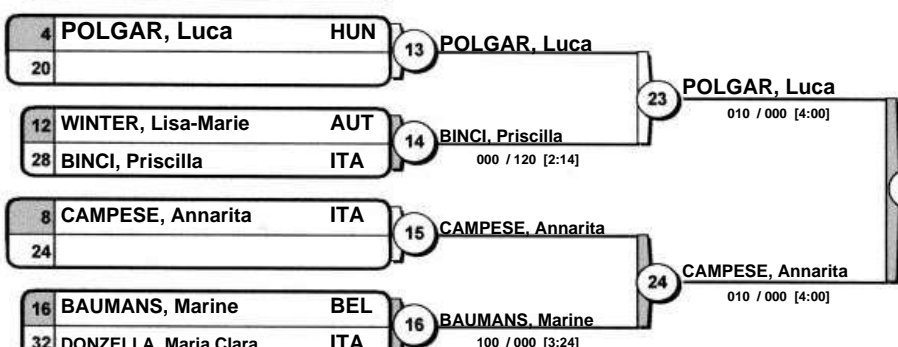 4 POLGAR, Luca HUN
20
13 POLGAR, Luca
12 WINTER, Lisa-Marie AUT
28 BINCI, Priscilla ITA
14 BINCI, Priscilla
000 / 120 [2:14]
23 POLGAR, Luca
010 / 000 [4:00]
8 CAMPESE, Annarita ITA
24
15 CAMPESE, Annarita
16 BAUMANS, Marine BEL
32 DONZELLA, Maria Clara ITA
16 BAUMANS, Marine
100 / 000 [3:24]
24 CAMPESE, Annarita
010 / 000 [4:00]